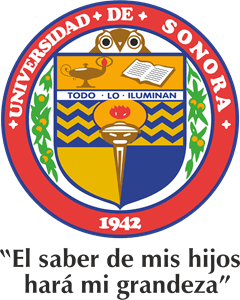 • UNIVERSIDAD • DE • SONORA •
TODO · LO · ILUMINAN
1942
“El saber de mis hijos
hará mi grandeza”